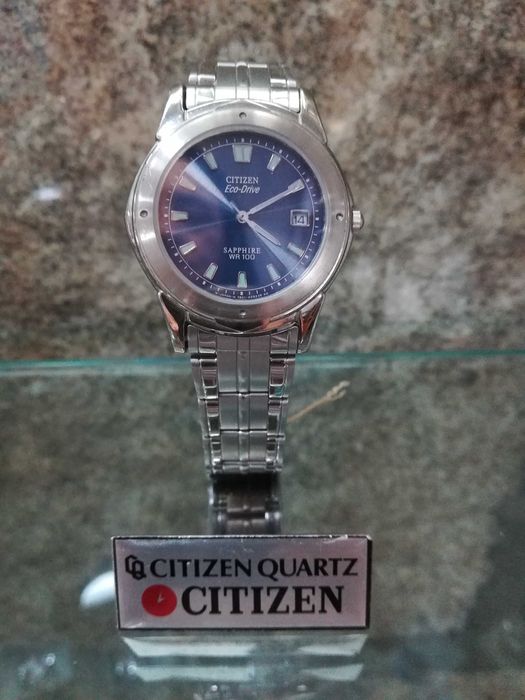 CITIZEN
Eco-Drive
14
SAPPHIRE
WR 100
CITIZEN QUARTZ
CITIZEN